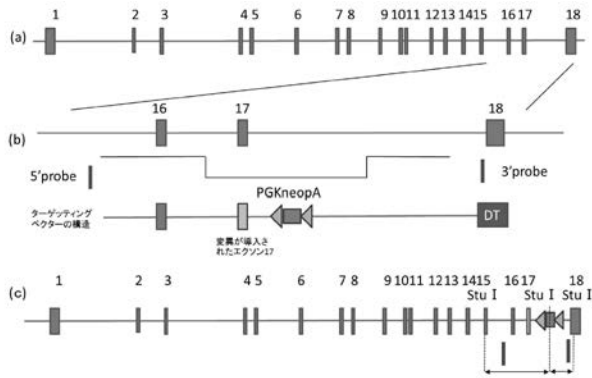 1 2 3 4 5 6 7 8 9 10 11 12 13 14 15 16 17 18
(a)
16 17 18
(b)
5'probe 3'probe
PGKneopA
ターゲッティング
ベクターの構造
DT
変異が導入さ
れたエクソン17
(c)
1 2 3 4 5 6 7 8 9 10 11 12 13 14 15 16 17 18
Stu I Stu I Stu I